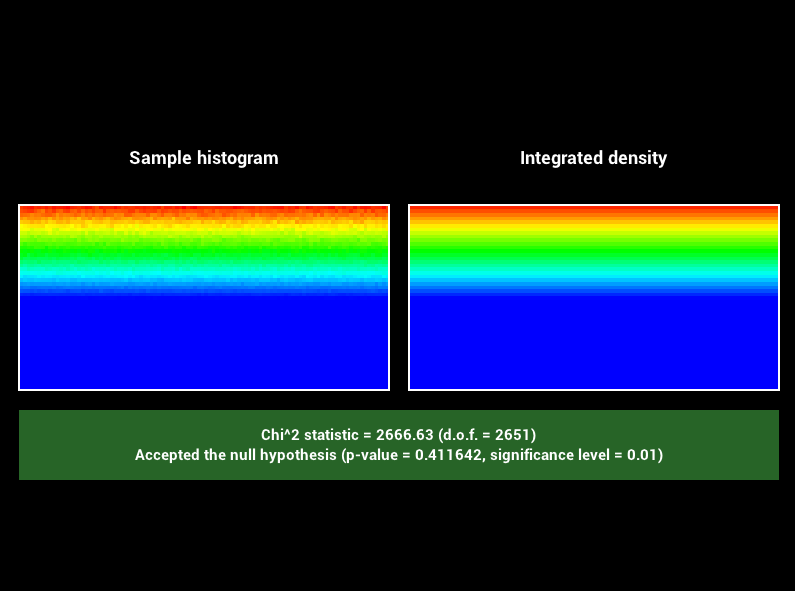 Sample histogram
Integrated density
Chi^2 statistic = 2666.63 (d.o.f. = 2651)
Accepted the null hypothesis (p-value = 0.411642, significance level = 0.01)